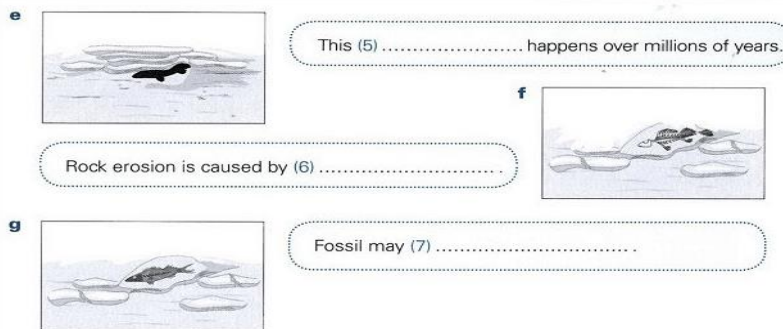 e
This (5) ........................ happens over millions of years.
f
Rock erosion is caused by (6) ............................... .
g
Fossil may (7) .................................. .